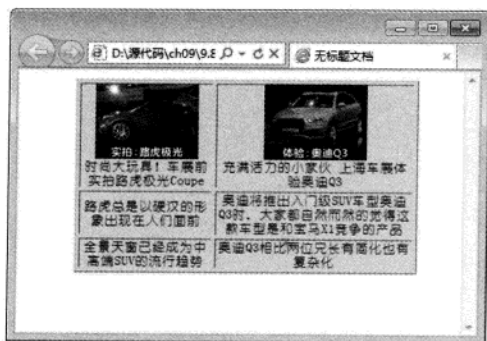 D:\源代码\ch09\9.8
无标题文档
实拍:路虎极光
时尚大玩具！车展前
实拍路虎极光Coupe
体验:奥迪Q3
充满活力的小家伙 上海车展体
验奥迪Q3
路虎总是以硬汉的形
象出现在人们面前
奥迪将推出入门级SUV车型奥迪
Q3时，大家都自然而然的觉得这
款车型是和宝马X1竞争的产品
全景天窗已经成为中
高端SUV的流行趋势
奥迪Q3相比两位兄长有简化也有
复杂化